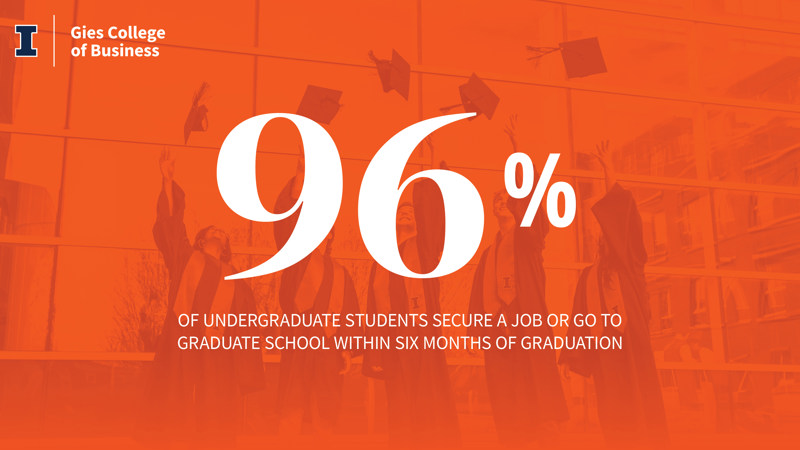 I
Gies College
of Business
96%
OF UNDERGRADUATE STUDENTS SECURE A JOB OR GO TO
GRADUATE SCHOOL WITHIN SIX MONTHS OF GRADUATION